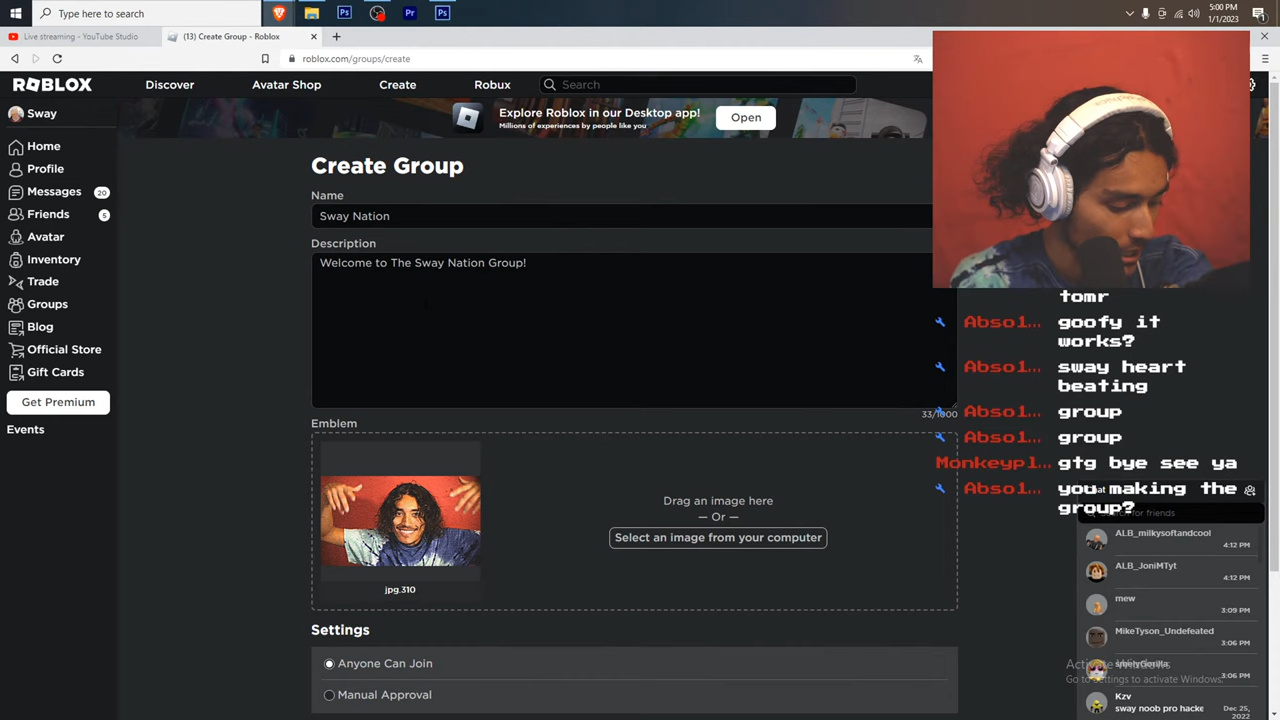 Type here to search
5:00 PM
1/1/2023
Live streaming - YouTube Studio
(13) Create Group - Roblox
roblox.com/groups/create
ROBLOX
Discover
Avatar Shop
Create
Robux
Search
Sway
Explore Roblox in our Desktop app!
Millions of experiences by people like you
Open
Home
Profile
Messages 20
Friends 5
Avatar
Inventory
Trade
Groups
Blog
Official Store
Gift Cards
Get Premium
Events
Create Group
Name
Sway Nation
Description
Welcome to The Sway Nation Group!
33/1000
Emblem
jpg.310
Drag an image here
— Or —
Select an image from your computer
Settings
Anyone Can Join
Manual Approval
tomr
Abso1... goofy it
works?
Abso1... sway heart
beating
Abso1... group
Abso1... group
Monkeypl... gtg bye see ya
Abso1... you making the
group?
Search for friends
ALB_milkysoftandcool
4:12 PM
ALB_JoniMTyt
4:12 PM
mew
3:09 PM
MikeTyson_Undefeated
3:06 PM
3:06 PM
Kzv
sway noob pro hacke
Dec 25,
2022
Activate Windows
Go to Settings to activate Windows.